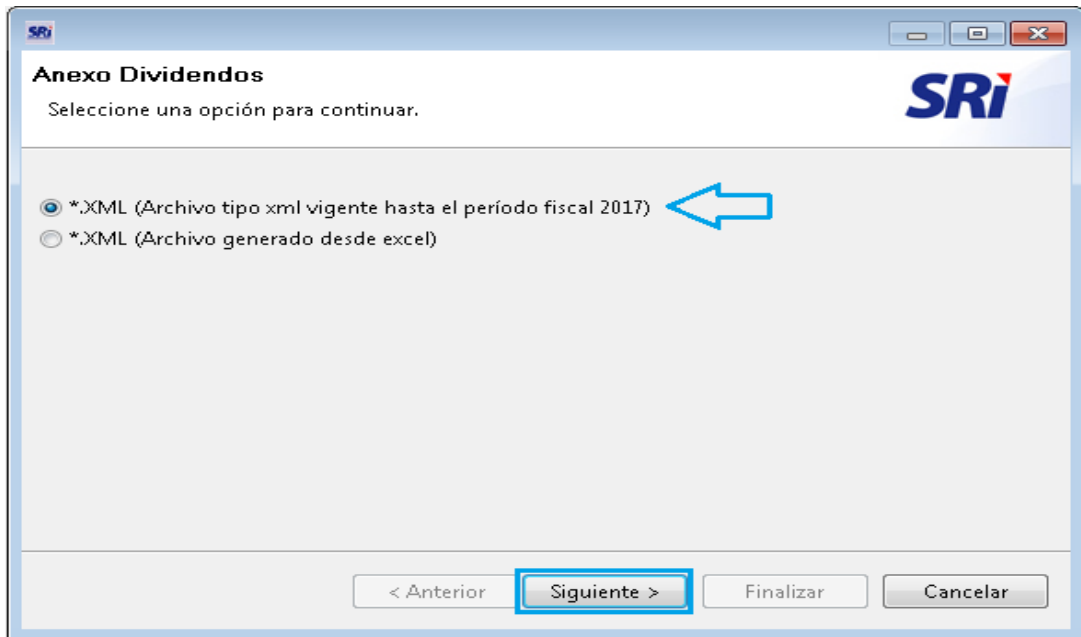 SRi
Anexo Dividendos
Seleccione una opción para continuar.
SRi
*.XML (Archivo tipo xml vigente hasta el período fiscal 2017)
*.XML (Archivo generado desde excel)
< Anterior
Siguiente >
Finalizar
Cancelar